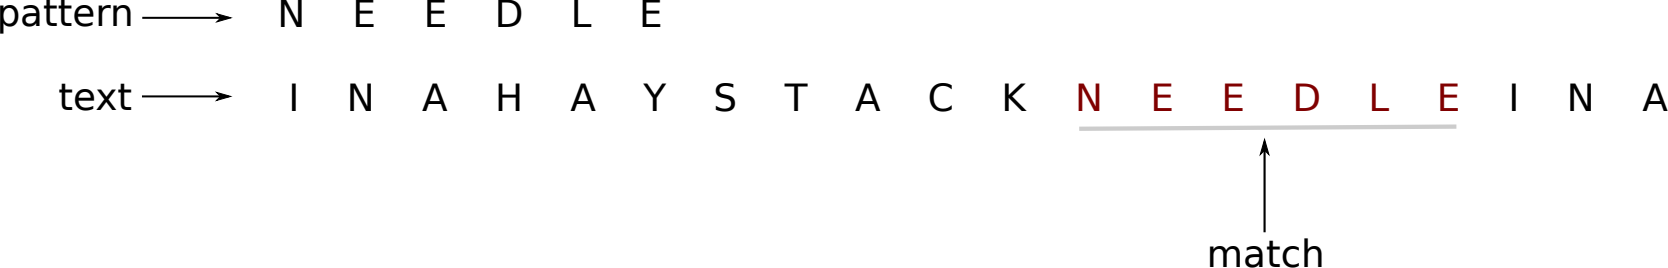 pattern N E E D L E
text I N A H A Y S T A C K N E E D L E I N A
match